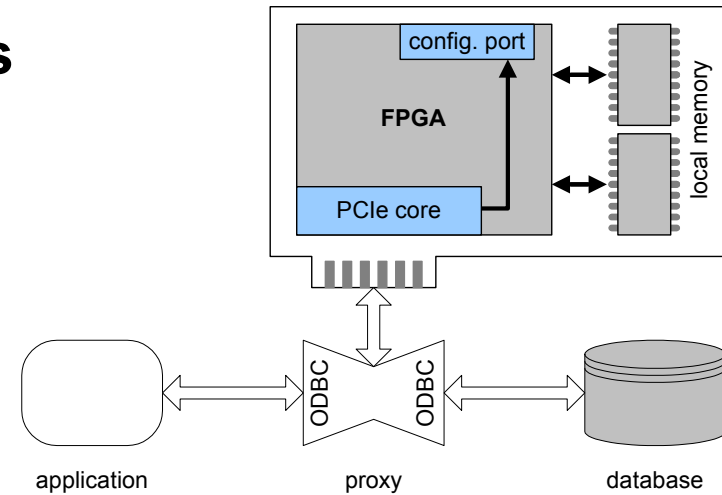 s
config. port
FPGA
local memory
PCIe core
ODBC
ODBC
application
proxy
database